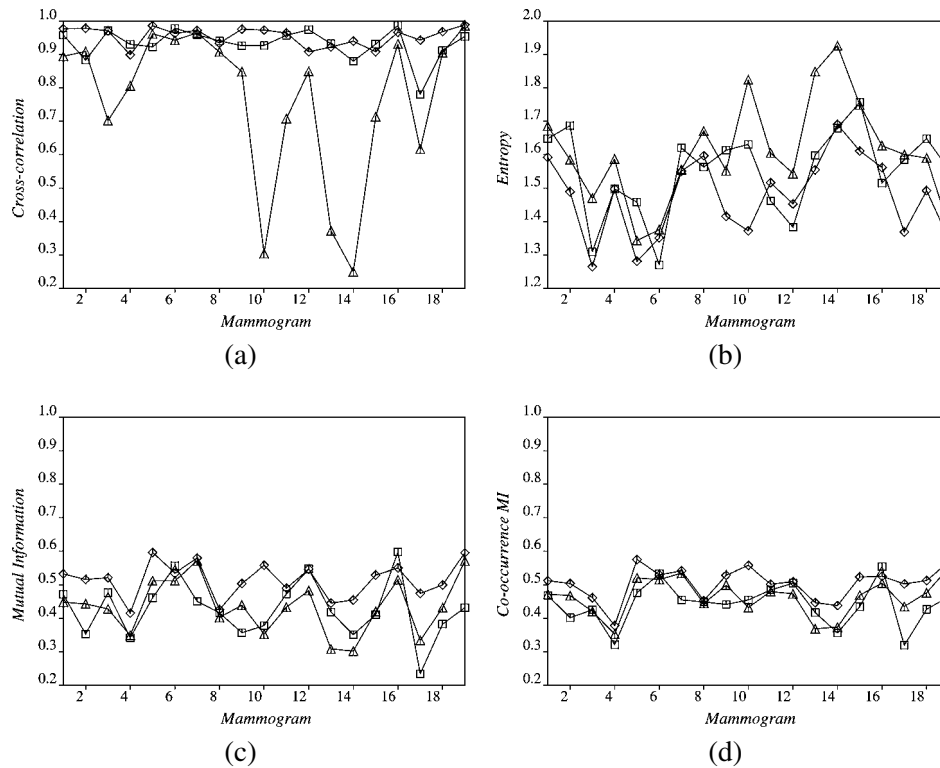 1.0
0.9
0.8
0.7
0.6
0.5
0.4
0.3
0.2
Cross-correlation
2 4 6 8 10 12 14 16 18
Mammogram
(a)
2.0
1.9
1.8
1.7
1.6
1.5
1.4
1.3
1.2
Entropy
2 4 6 8 10 12 14 16 18
Mammogram
(b)
1.0
0.9
0.8
0.7
0.6
0.5
0.4
0.3
0.2
Mutual Information
2 4 6 8 10 12 14 16 18
Mammogram
(c)
1.0
0.9
0.8
0.7
0.6
0.5
0.4
0.3
0.2
Co-occurrence MI
2 4 6 8 10 12 14 16 18
Mammogram
(d)